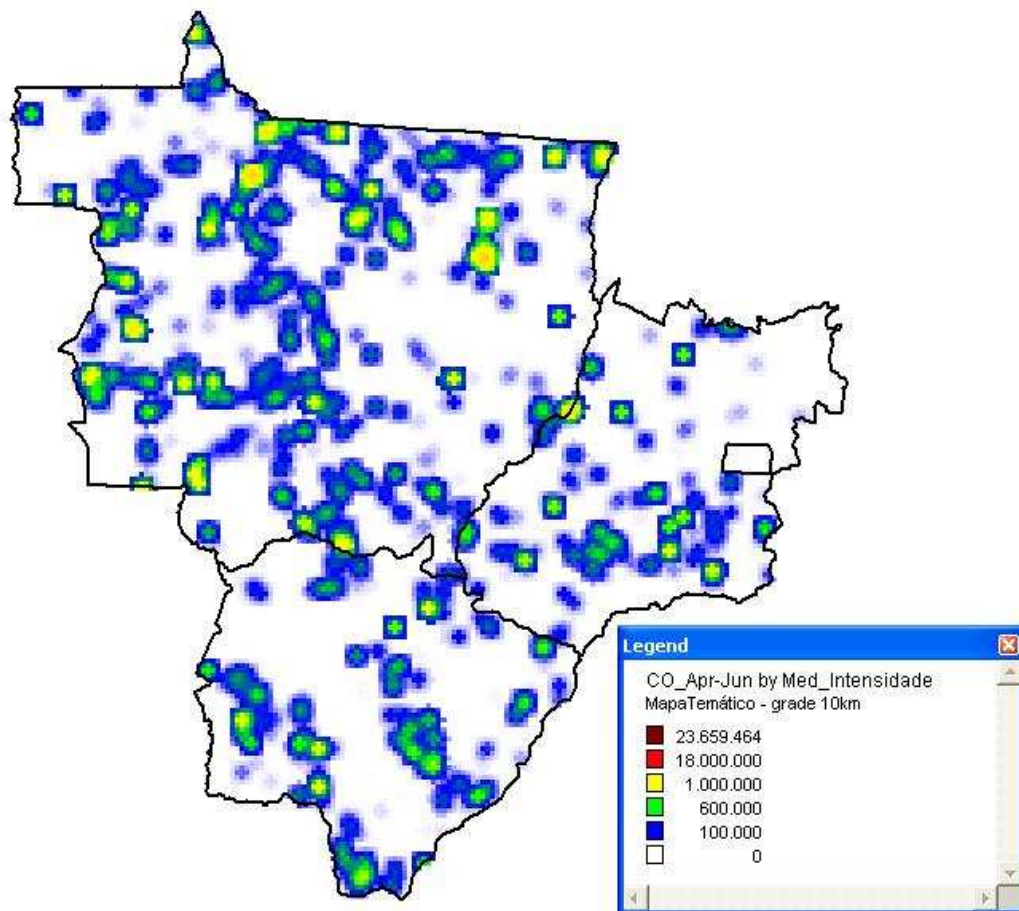 Legend
CO_Apr-Jun by Med_Intensidade
MapaTemático - grade 10km
23.659.464
18.000.000
1.000.000
600.000
100.000
0